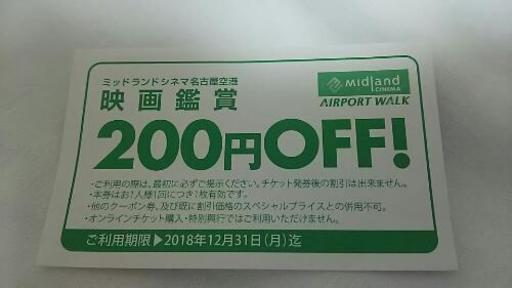 ミッドランドシネマ名古屋空港
映画鑑賞
midland
CINEMA
AIRPORT WALK
200円OFF!
・ご利用の際は、最初に必ずご提示ください。チケット発券後の割引は出来ません。
・本券はお1人様1回につき1枚有効です。
・他のクーポン券、及び既に割引価格のスペシャルプライスとの併用不可。
・オンラインチケット購入・特別興行ではご利用いただけません。
ご利用期限▶2018年12月31日(月)迄